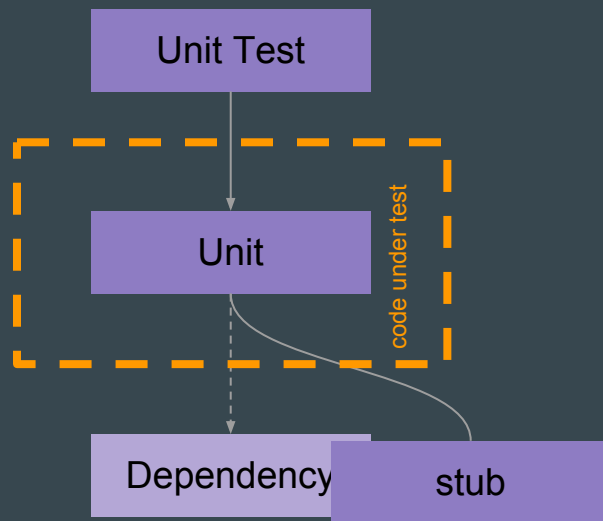 Unit Test
Unit
code under test
Dependency
stub